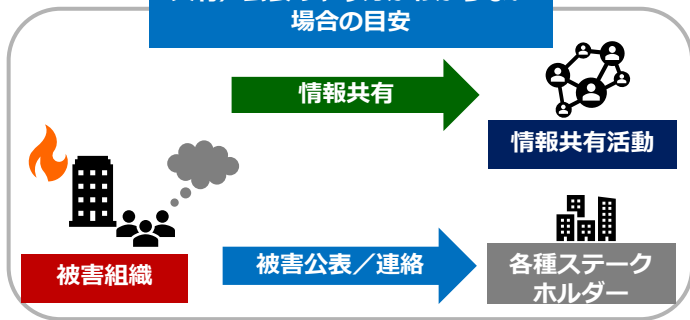 場合の目安
情報共有
情報共有活動
被害公表／連絡
被害組織
各種ステーク
ホルダー